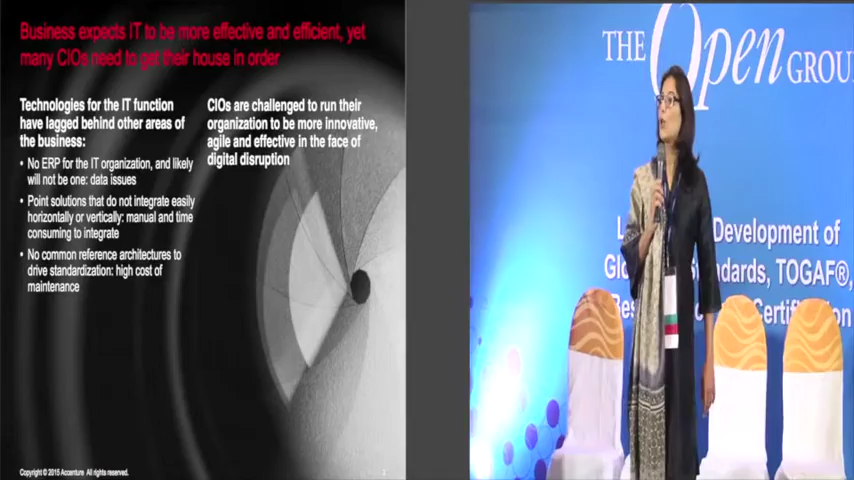 Business expects IT to be more effective and efficient, yet
many CIOs need to get their house in order
Technologies for the IT function
have lagged behind other areas of
the business:
• No ERP for the IT organization, and likely
will not be one: data issues
• Point solutions that do not integrate easily
horizontally or vertically: manual and time
consuming to integrate
• No common reference architectures to
drive standardization: high cost of
maintenance
CIOs are challenged to run their
organization to be more innovative,
agile and effective in the face of
digital disruption
Copyright © 2015 Accenture All rights reserved.
THE Open GROU
L Development of
Glo ndards, TOGAF®,
Bes Certif on